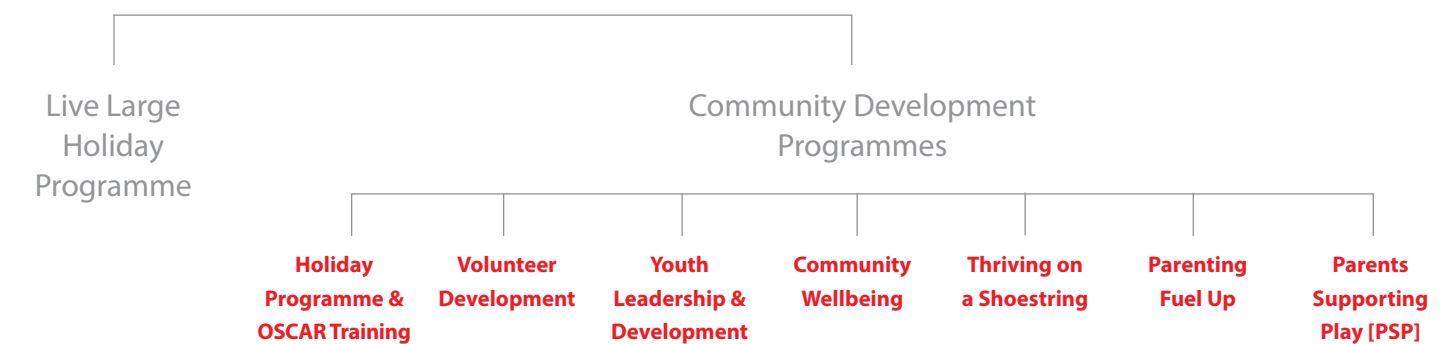 Live Large
Holiday
Programme
Community Development
Programmes
Holiday
Programme &
OSCAR Training
Volunteer
Development
Youth
Leadership &
Development
Community
Wellbeing
Thriving on
a Shoestring
Parenting
Fuel Up
Parents
Supporting
Play [PSP]